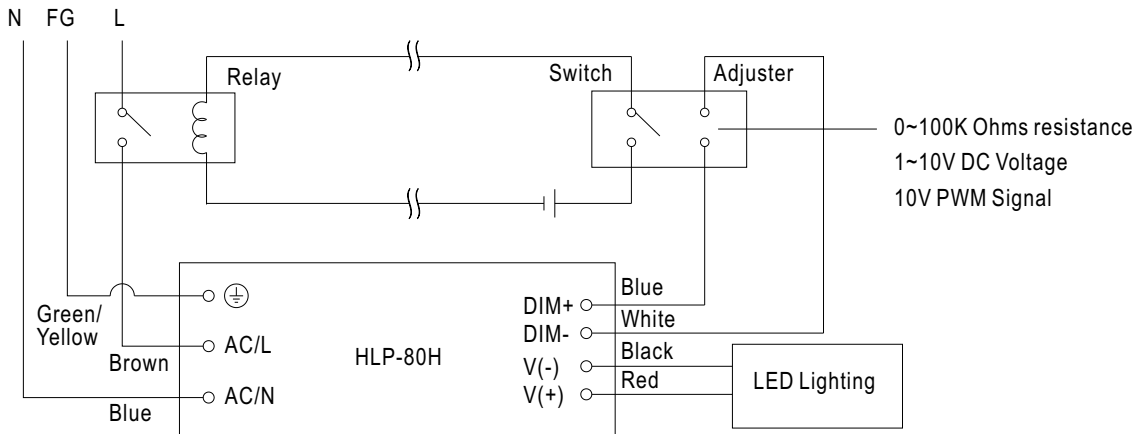 N FG L
Relay
Switch
Adjuster
0~100K Ohms resistance
1~10V DC Voltage
10V PWM Signal
Green/
Yellow
Brown
AC/L
Blue
AC/N
HLP-80H
DIM+
Blue
DIM-
White
V(-)
Black
V(+)
Red
LED Lighting